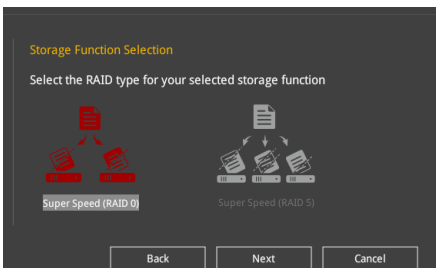 Storage Function Selection
Select the RAID type for your selected storage function
Super Speed (RAID 0)
Super Speed (RAID 5)
Back
Next
Cancel